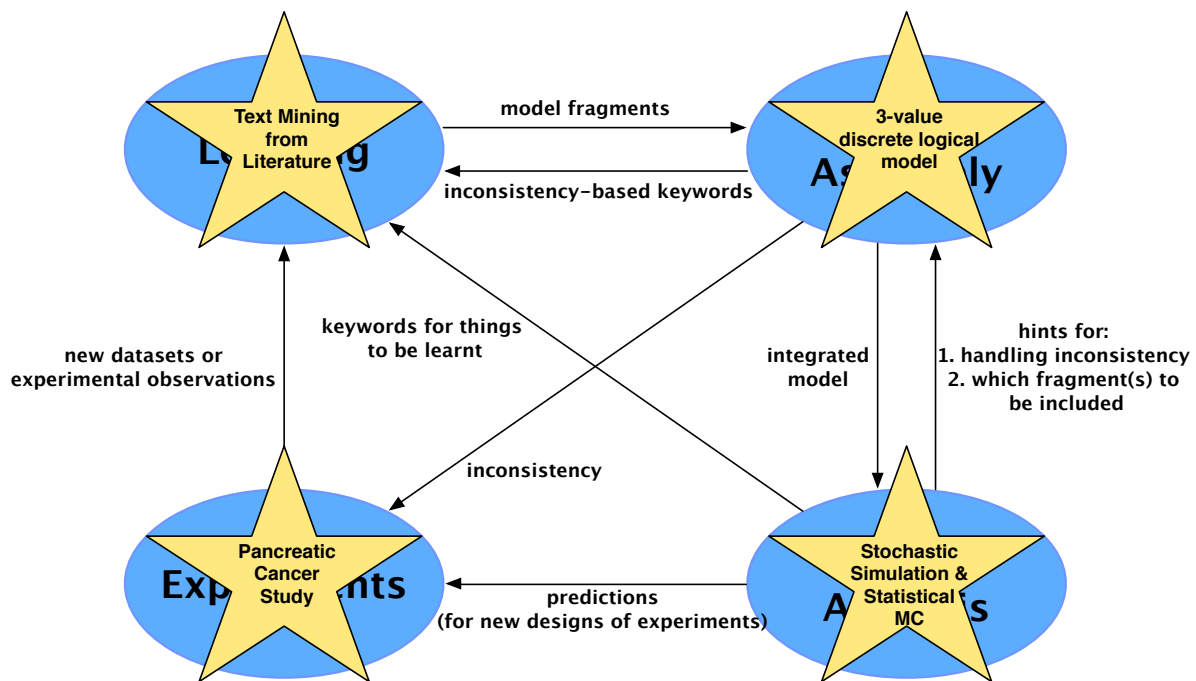 Text Mining
from
Literature
model fragments
inconsistency-based keywords
3-value
discrete logical
model
keywords for things
to be learnt
new datasets or
experimental observations
integrated
model
hints for:
1. handling inconsistency
2. which fragment(s) to
be included
inconsistency
Pancreatic
Cancer
Study
predictions
(for new designs of experiments)
Stochastic
Simulation &
Statistical
MC